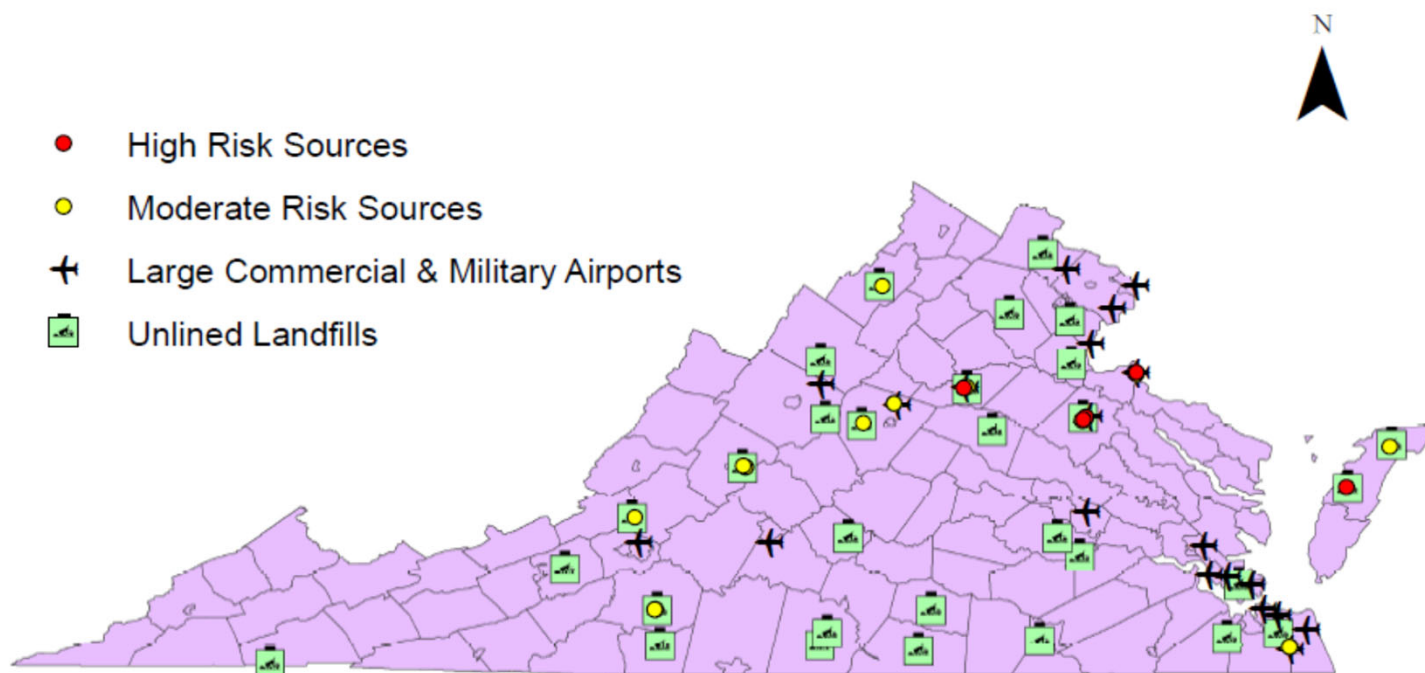 N
High Risk Sources
Moderate Risk Sources
Large Commercial & Military Airports
Unlined Landfills